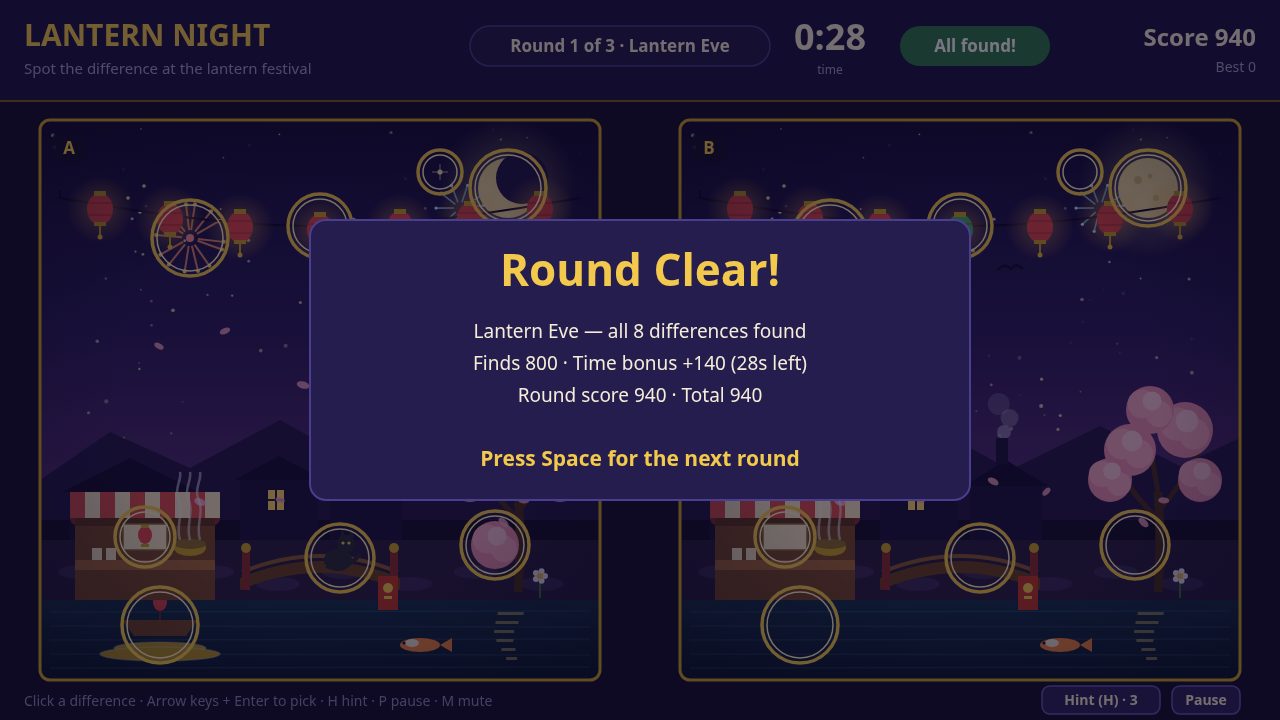 LANTERN NIGHT
Spot the difference at the lantern festival
Round 1 of 3 · Lantern Eve
0:28
time
All found!
Score 940
Best 0
A
B
Round Clear!
Lantern Eve — all 8 differences found
Finds 800 · Time bonus +140 (28s left)
Round score 940 · Total 940
Press Space for the next round
Click a difference · Arrow keys + Enter to pick · H hint · P pause · M mute
Hint (H) · 3
Pause